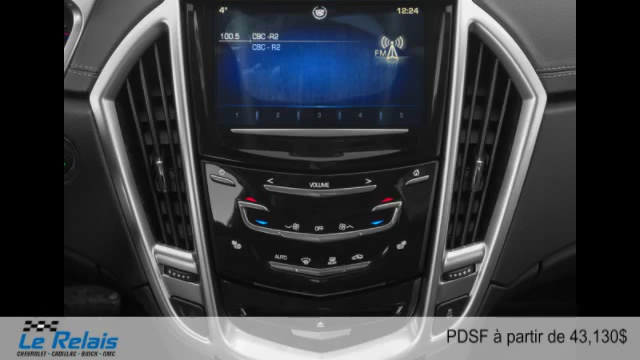 4°
12:24
100.5 CBC -R2
CBC - R2
FM
1 2 3 4 5
< VOLUME >
OFF
AUTO
Le Relais
CHEVROLET • CADILLAC • BUICK • GMC
PDSF à partir de 43,130$